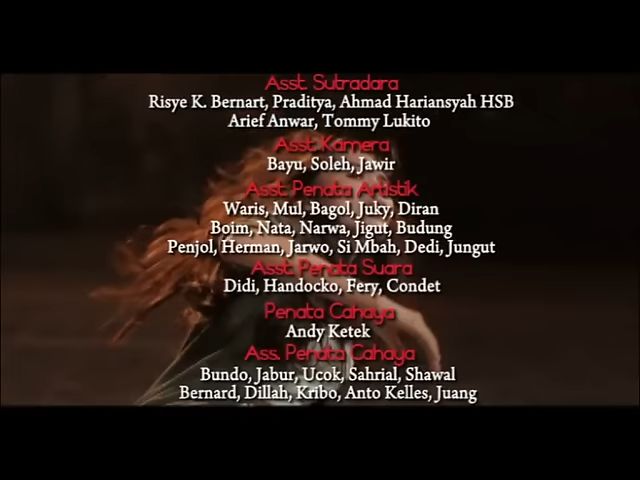 Asst. Sutradara
Risye K. Bernart, Praditya, Ahmad Hariansyah HSB
Arief Anwar, Tommy Lukito
Asst Kamera
Bayu, Soleh, Jawir
Asst Penata Artistik
Waris, Mul, Bagol, Juky, Diran
Boim, Nata, Narwa, Jigut, Budung
Penjol, Herman, Jarwo, Si Mbah, Dedi, Jungut
Asst Penata Suara
Didi, Handocko, Fery, Condet
Penata Cahaya
Andy Ketek
Ass. Penata Cahaya
Bundo, Jabur, Ucok, Sahrial, Shawal
Bernard, Dillah, Kribo, Anto Kelles, Juang